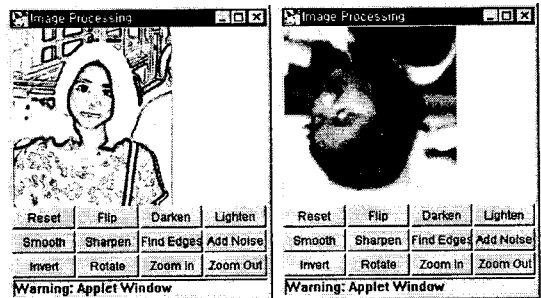 Image Processing
Reset Flip Darken Lighten
Smooth Sharpen Find Edges Add Noise
Invert Rotate Zoom In Zoom Out
Warning: Applet Window
Image Processing
Reset Flip Darken Lighten
Smooth Sharpen Find Edges Add Noise
Invert Rotate Zoom In Zoom Out
Warning: Applet Window